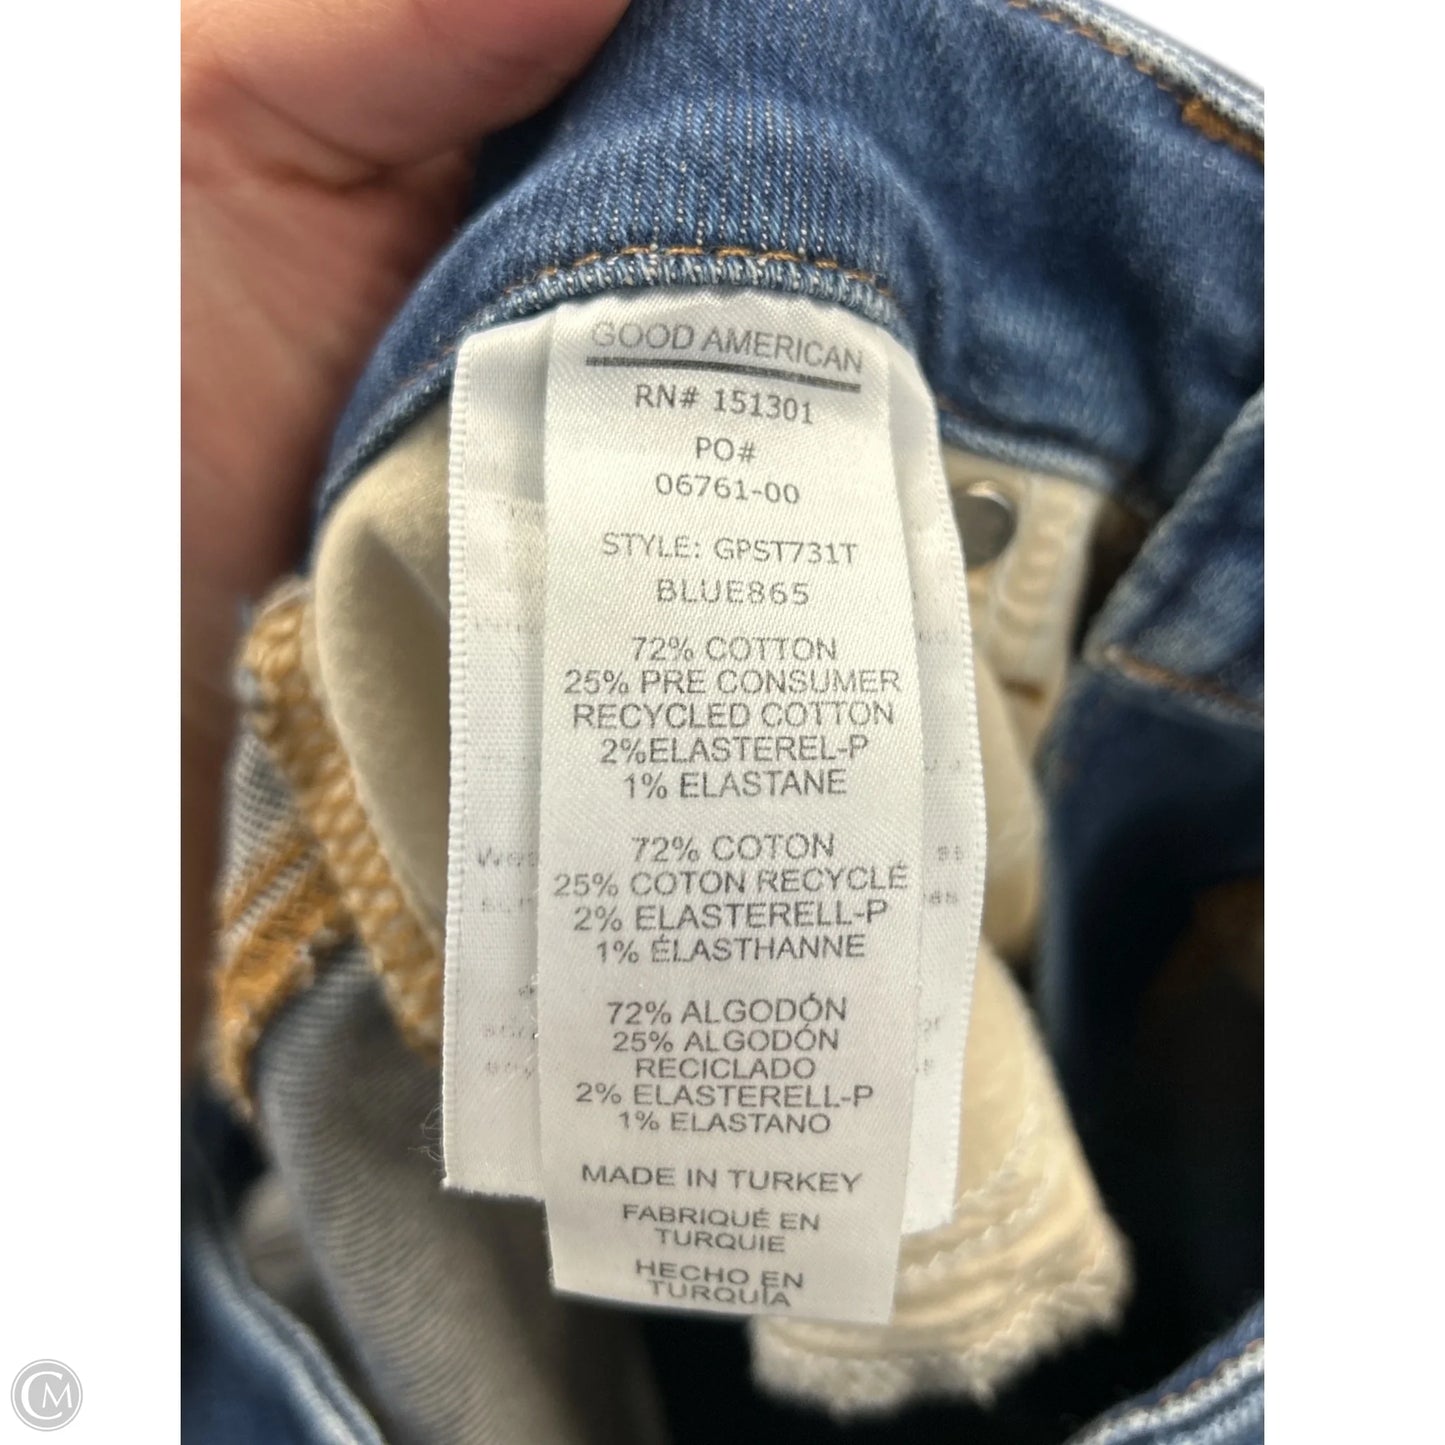 GOOD AMERICAN
RN# 151301
PO#
06761-00
STYLE: GPST731T
BLUE865
72% COTTON
25% PRE CONSUMER
RECYCLED COTTON
2%ELASTEREL-P
1% ELASTANE
72% COTON
25% COTON RECYCLÉ
2% ELASTERELL-P
1% ÉLASTHANNE
72% ALGODÓN
25% ALGODÓN
RECICLADO
2% ELASTERELL-P
1% ELASTANO
MADE IN TURKEY
FABRIQUÉ EN
TURQUIE
HECHO EN
TURQUÍA
CM